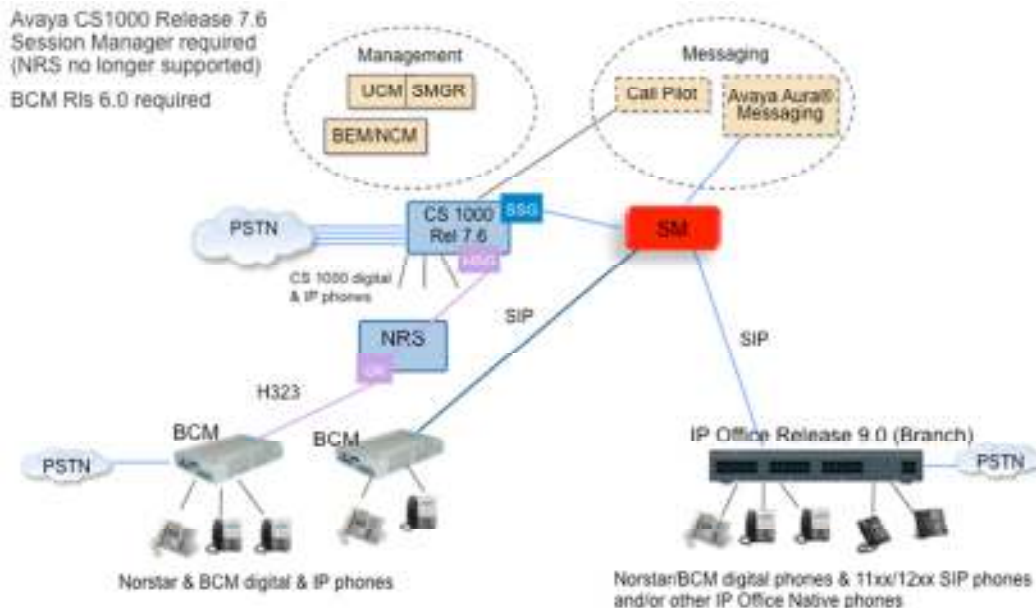 Avaya CS1000 Release 7.6
Session Manager required
(NRS no longer supported)
BCM Rls 6.0 required
Management
UCM SMGR
BEM/NCM
Messaging
Call Pilot
Avaya Aura®
Messaging
PSTN
CS 1000
Rel 7.6
SSG
SM
CS 1000 digital
& IP phones
NRS
SIP
SIP
H323
BCM
BCM
IP Office Release 9.0 (Branch)
PSTN
PSTN
Norstar & BCM digital & IP phones
Norstar/BCM digital phones & 11xx/12xx SIP phones
and/or other IP Office Native phones